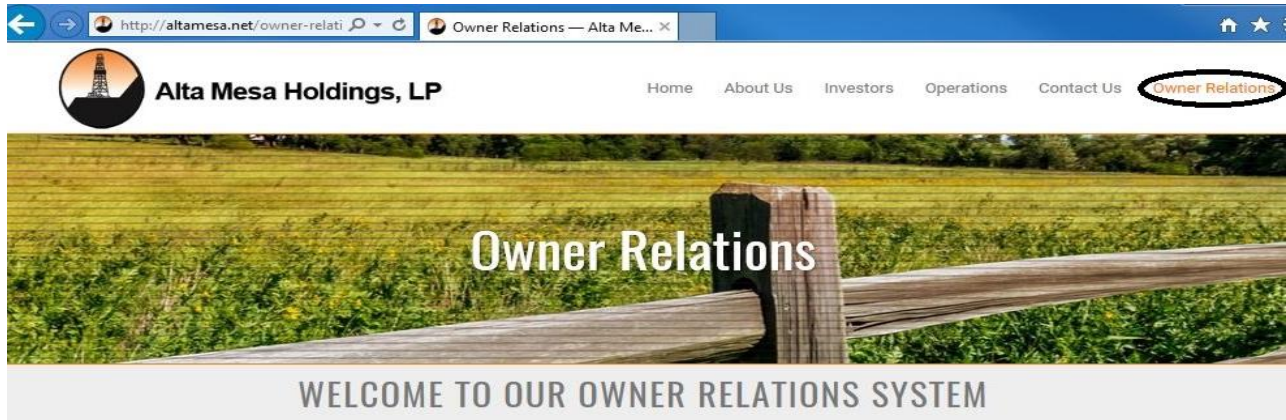 http://altamesa.net/owner-relati
Owner Relations — Alta Me...
Alta Mesa Holdings, LP
Home About Us Investors Operations Contact Us Owner Relations
Owner Relations
WELCOME TO OUR OWNER RELATIONS SYSTEM